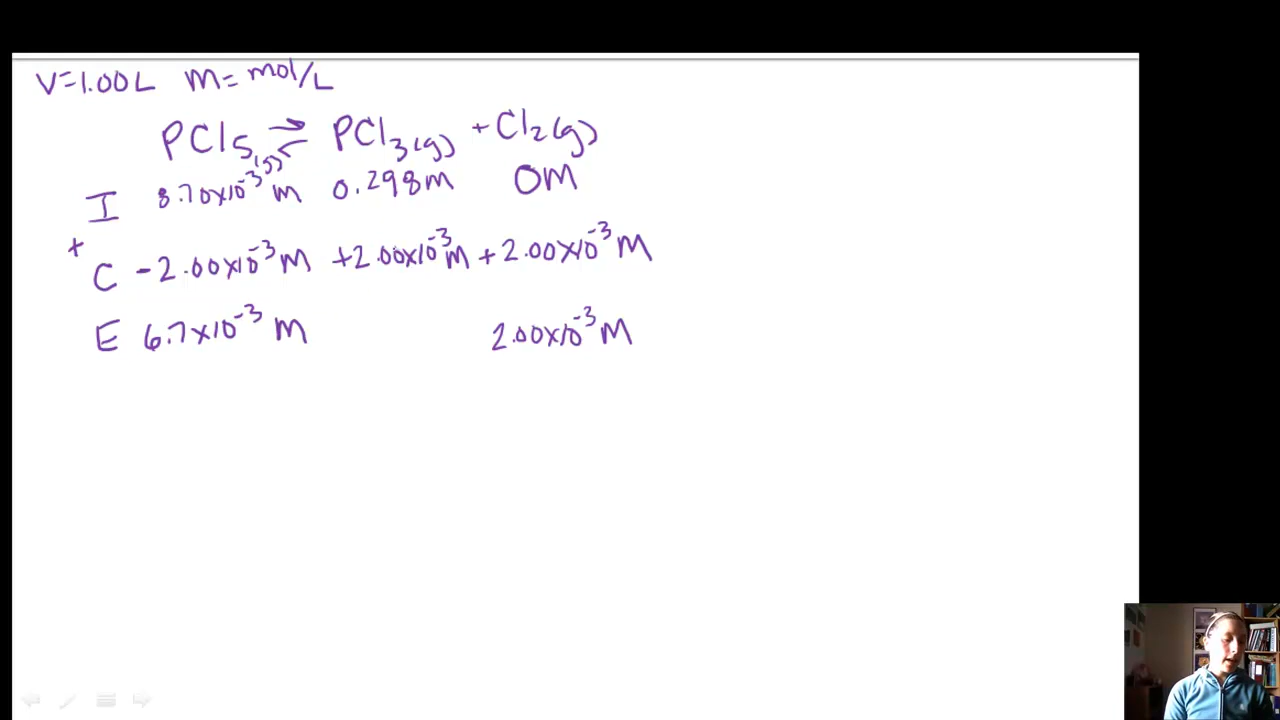 V=1.00L M=mol/L
PCl₅(g) ⇌ PCl₃(g) + Cl₂(g)
I 8.70x10⁻³ M 0.298M 0M
+
C -2.00x10⁻³ M +2.00x10⁻³ M +2.00x10⁻³ M
E 6.7x10⁻³ M 2.00x10⁻³ M